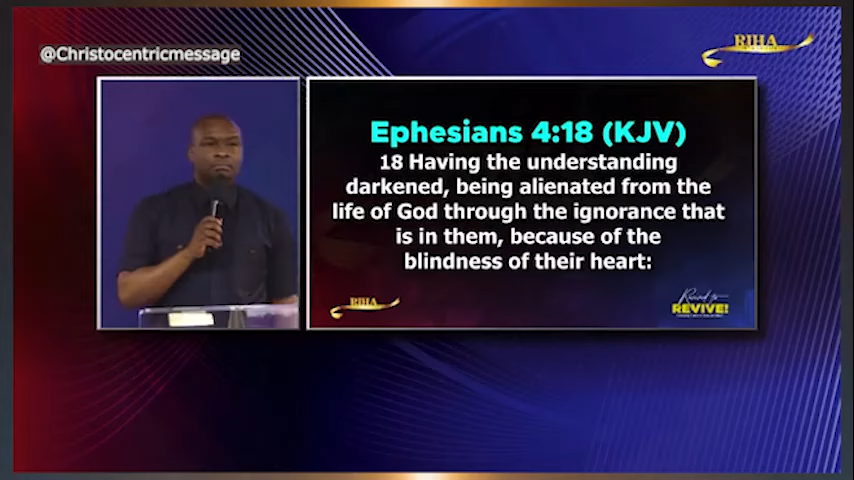 @Christocentricmessage
RIHA
Ephesians 4:18 (KJV)
18 Having the understanding
darkened, being alienated from the
life of God through the ignorance that
is in them, because of the
blindness of their heart:
RIHA
REVIVE!